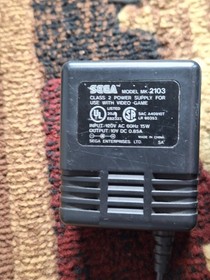 SEGA MODEL MK-2103
CLASS 2 POWER SUPPLY FOR
USE WITH VIDEO-GAME
LISTED
UL
INPUT: 120V AC 60Hz 15W
OUTPUT: 10V DC 0.85A
MADE IN CHINA
SEGA ENTERPRISES, LTD.